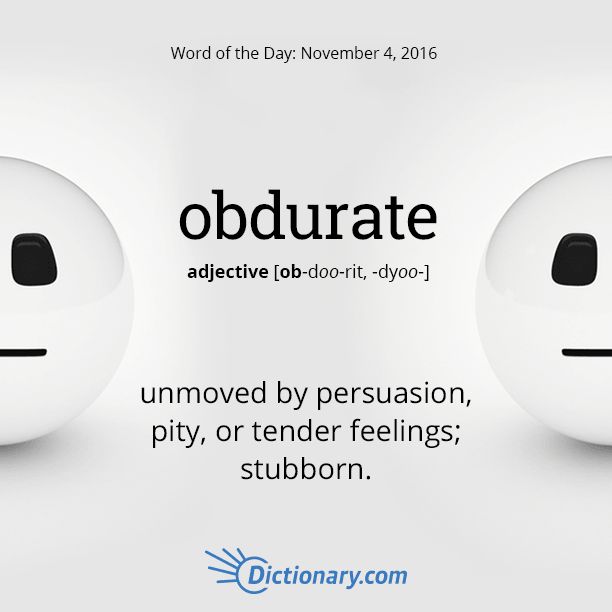 Word of the Day: November 4, 2016
obdurate
adjective [ob-doo-rit, -dyoo-]
unmoved by persuasion,
pity, or tender feelings;
stubborn.
Dictionary.com